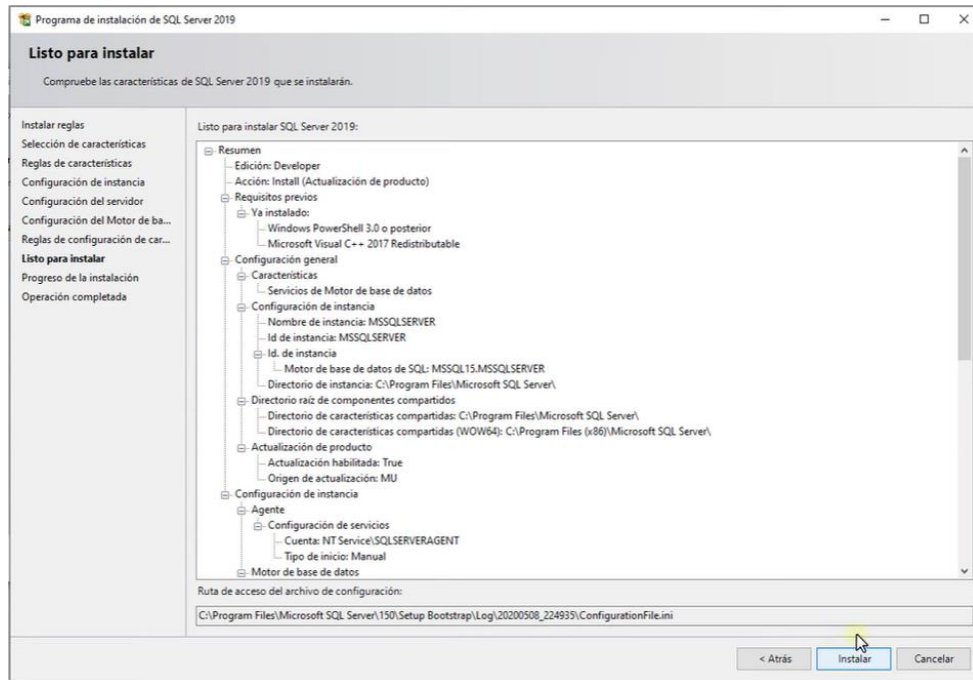 Programa de instalación de SQL Server 2019
Listo para instalar
Compruebe las características de SQL Server 2019 que se instalarán.
Instalar reglas
Selección de características
Reglas de características
Configuración de instancia
Configuración del servidor
Configuración del Motor de ba...
Reglas de configuración de car...
Listo para instalar
Progreso de la instalación
Operación completada
Listo para instalar SQL Server 2019:
Resumen
Edición: Developer
Acción: Install (Actualización de producto)
Requisitos previos
Ya instalado:
Windows PowerShell 3.0 o posterior
Microsoft Visual C++ 2017 Redistributable
Configuración general
Características
Servicios de Motor de base de datos
Configuración de instancia
Nombre de instancia: MSSQLSERVER
Id de instancia: MSSQLSERVER
Id. de instancia
Motor de base de datos de SQL: MSSQL15.MSSQLSERVER
Directorio de instancia: C:\Program Files\Microsoft SQL Server\
Directorio raíz de componentes compartidos
Directorio de características compartidas: C:\Program Files\Microsoft SQL Server\
Directorio de características compartidas (WOW64): C:\Program Files (x86)\Microsoft SQL Server\
Actualización de producto
Actualización habilitada: True
Origen de actualización: MU
Configuración de instancia
Agente
Configuración de servicios
Cuenta: NT Service\SQLSERVERAGENT
Tipo de inicio: Manual
Motor de base de datos
Ruta de acceso del archivo de configuración:
C:\Program Files\Microsoft SQL Server\150\Setup Bootstrap\Log\20200508_224935\ConfigurationFile.ini
< Atrás
Instalar
Cancelar